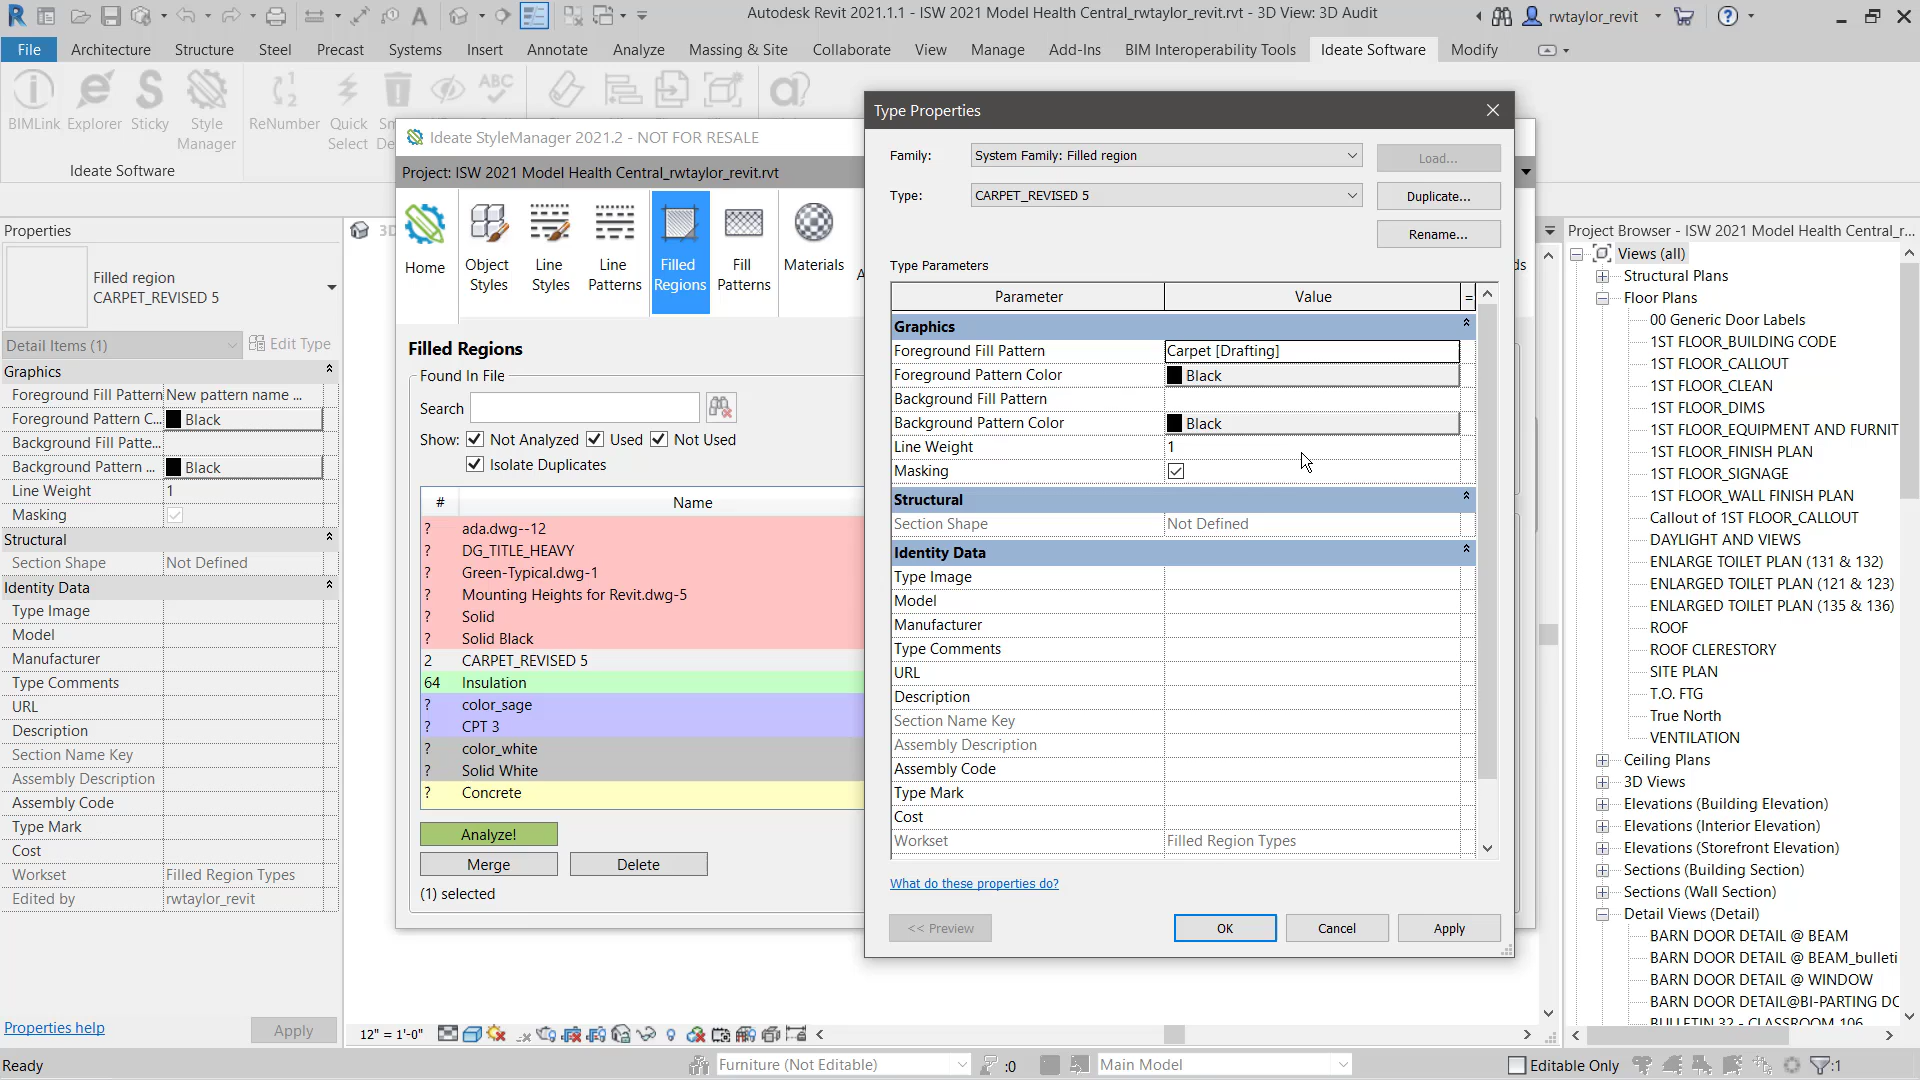 Autodesk Revit 2021.1.1 - ISW 2021 Model Health Central_rwtaylor_revit.rvt - 3D View: 3D Audit
rwtaylor_revit
File
Architecture
Structure
Steel
Precast
Systems
Insert
Annotate
Analyze
Massing & Site
Collaborate
View
Manage
Add-Ins
BIM Interoperability Tools
Ideate Software
Modify
BIMLink
Explorer
Sticky
Style
Manager
ReNumber
Quick
Select
Ideate Software
Properties
Filled region
CARPET_REVISED 5
Detail Items (1)
Edit Type
Graphics
Foreground Fill Pattern
New pattern name ...
Foreground Pattern C...
Black
Background Fill Patte...
Background Pattern ...
Black
Line Weight
1
Masking
Structural
Section Shape
Not Defined
Identity Data
Type Image
Model
Manufacturer
Type Comments
URL
Description
Section Name Key
Assembly Description
Assembly Code
Type Mark
Cost
Workset
Filled Region Types
Edited by
rwtaylor_revit
Properties help
Apply
Ideate StyleManager 2021.2 - NOT FOR RESALE
Project: ISW 2021 Model Health Central_rwtaylor_revit.rvt
Home
Object
Styles
Line
Styles
Line
Patterns
Filled
Regions
Fill
Patterns
Materials
Filled Regions
Found In File
Search
Show:
Not Analyzed
Used
Not Used
Isolate Duplicates
# Name
? ada.dwg--12
? DG_TITLE_HEAVY
? Green-Typical.dwg-1
? Mounting Heights for Revit.dwg-5
? Solid
? Solid Black
2 CARPET_REVISED 5
64 Insulation
? color_sage
? CPT 3
? color_white
? Solid White
? Concrete
Analyze!
Merge
Delete
(1) selected
Type Properties
Family:
System Family: Filled region
Load...
Type:
CARPET_REVISED 5
Duplicate...
Rename...
Type Parameters
Parameter
Value
=
Graphics
Foreground Fill Pattern
Carpet [Drafting]
Foreground Pattern Color
Black
Background Fill Pattern
Background Pattern Color
Black
Line Weight
1
Masking
Structural
Section Shape
Not Defined
Identity Data
Type Image
Model
Manufacturer
Type Comments
URL
Description
Section Name Key
Assembly Description
Assembly Code
Type Mark
Cost
Workset
Filled Region Types
What do these properties do?
<< Preview
OK
Cancel
Apply
Project Browser - ISW 2021 Model Health Central_r...
Views (all)
Structural Plans
Floor Plans
00 Generic Door Labels
1ST FLOOR_BUILDING CODE
1ST FLOOR_CALLOUT
1ST FLOOR_CLEAN
1ST FLOOR_DIMS
1ST FLOOR_EQUIPMENT AND FURNIT
1ST FLOOR_FINISH PLAN
1ST FLOOR_SIGNAGE
1ST FLOOR_WALL FINISH PLAN
Callout of 1ST FLOOR_CALLOUT
DAYLIGHT AND VIEWS
ENLARGE TOILET PLAN (131 & 132)
ENLARGED TOILET PLAN (121 & 123)
ENLARGED TOILET PLAN (135 & 136)
ROOF
ROOF CLERESTORY
SITE PLAN
T.O. FTG
True North
VENTILATION
Ceiling Plans
3D Views
Elevations (Building Elevation)
Elevations (Interior Elevation)
Elevations (Storefront Elevation)
Sections (Building Section)
Sections (Wall Section)
Detail Views (Detail)
BARN DOOR DETAIL @ BEAM
BARN DOOR DETAIL @ BEAM_bulleti
BARN DOOR DETAIL @ WINDOW
BARN DOOR DETAIL@BI-PARTING DC
BULLETIN 32 - CLASSROOM 106
12" = 1'-0"
Ready
Furniture (Not Editable)
:0
Main Model
Editable Only
:1